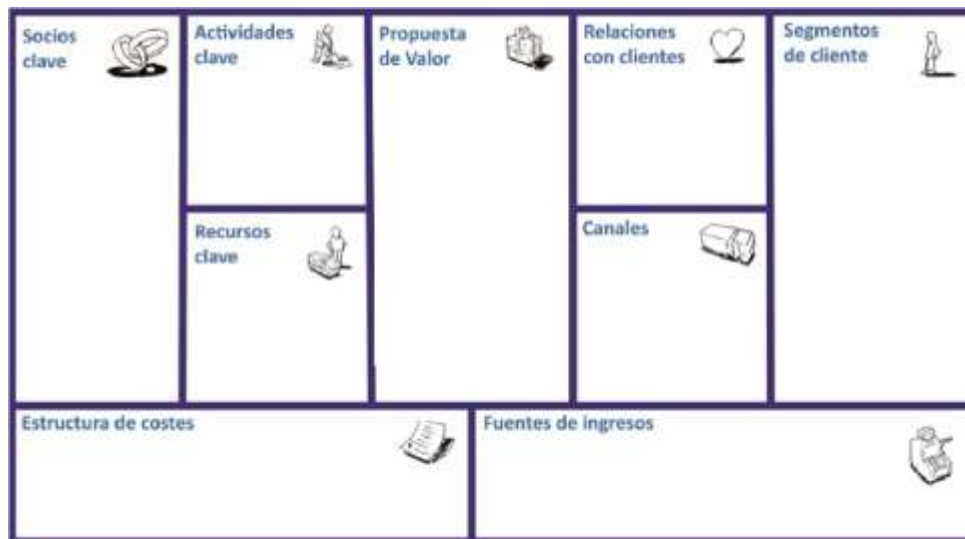 Socios
clave
Actividades
clave
Propuesta
de Valor
Relaciones
con clientes
Segmentos
de cliente
Recursos
clave
Canales
Estructura de costes
Fuentes de ingresos